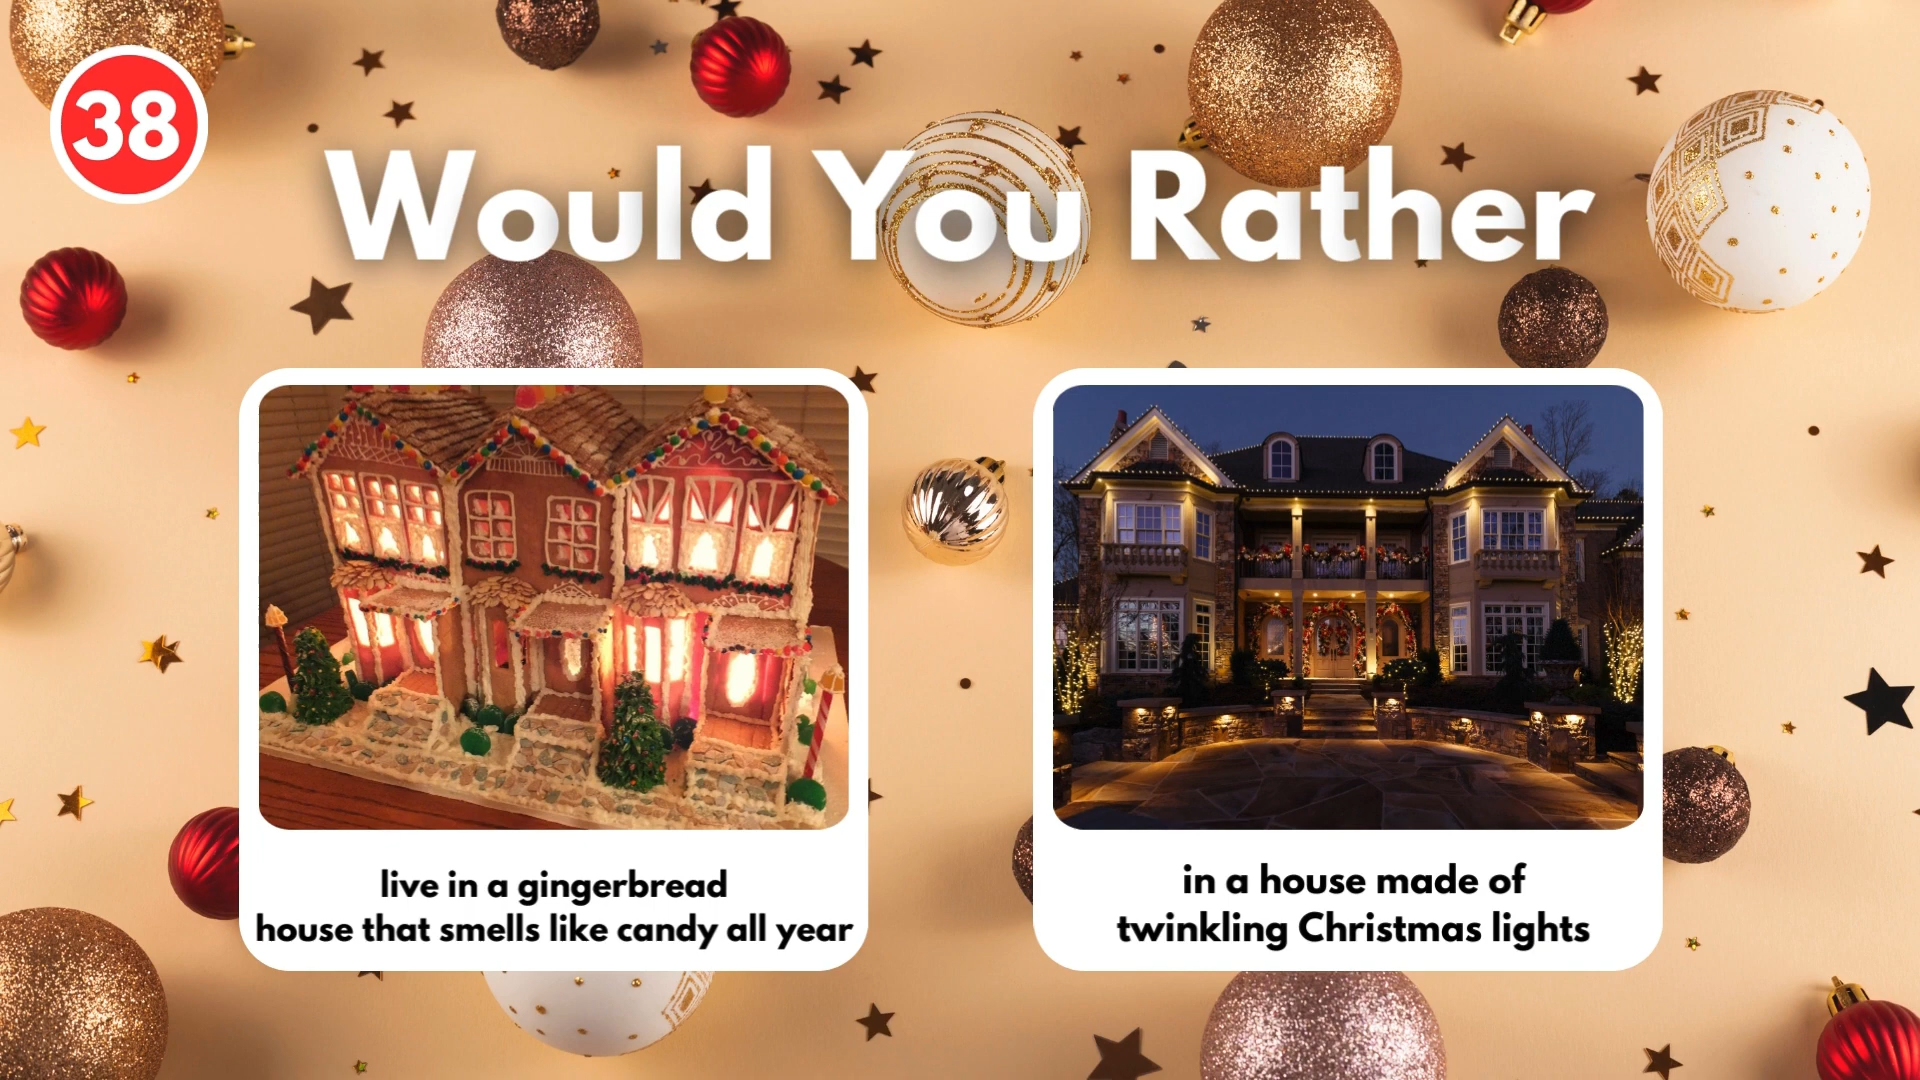 38
Would You Rather
live in a gingerbread
house that smells like candy all year
in a house made of
twinkling Christmas lights